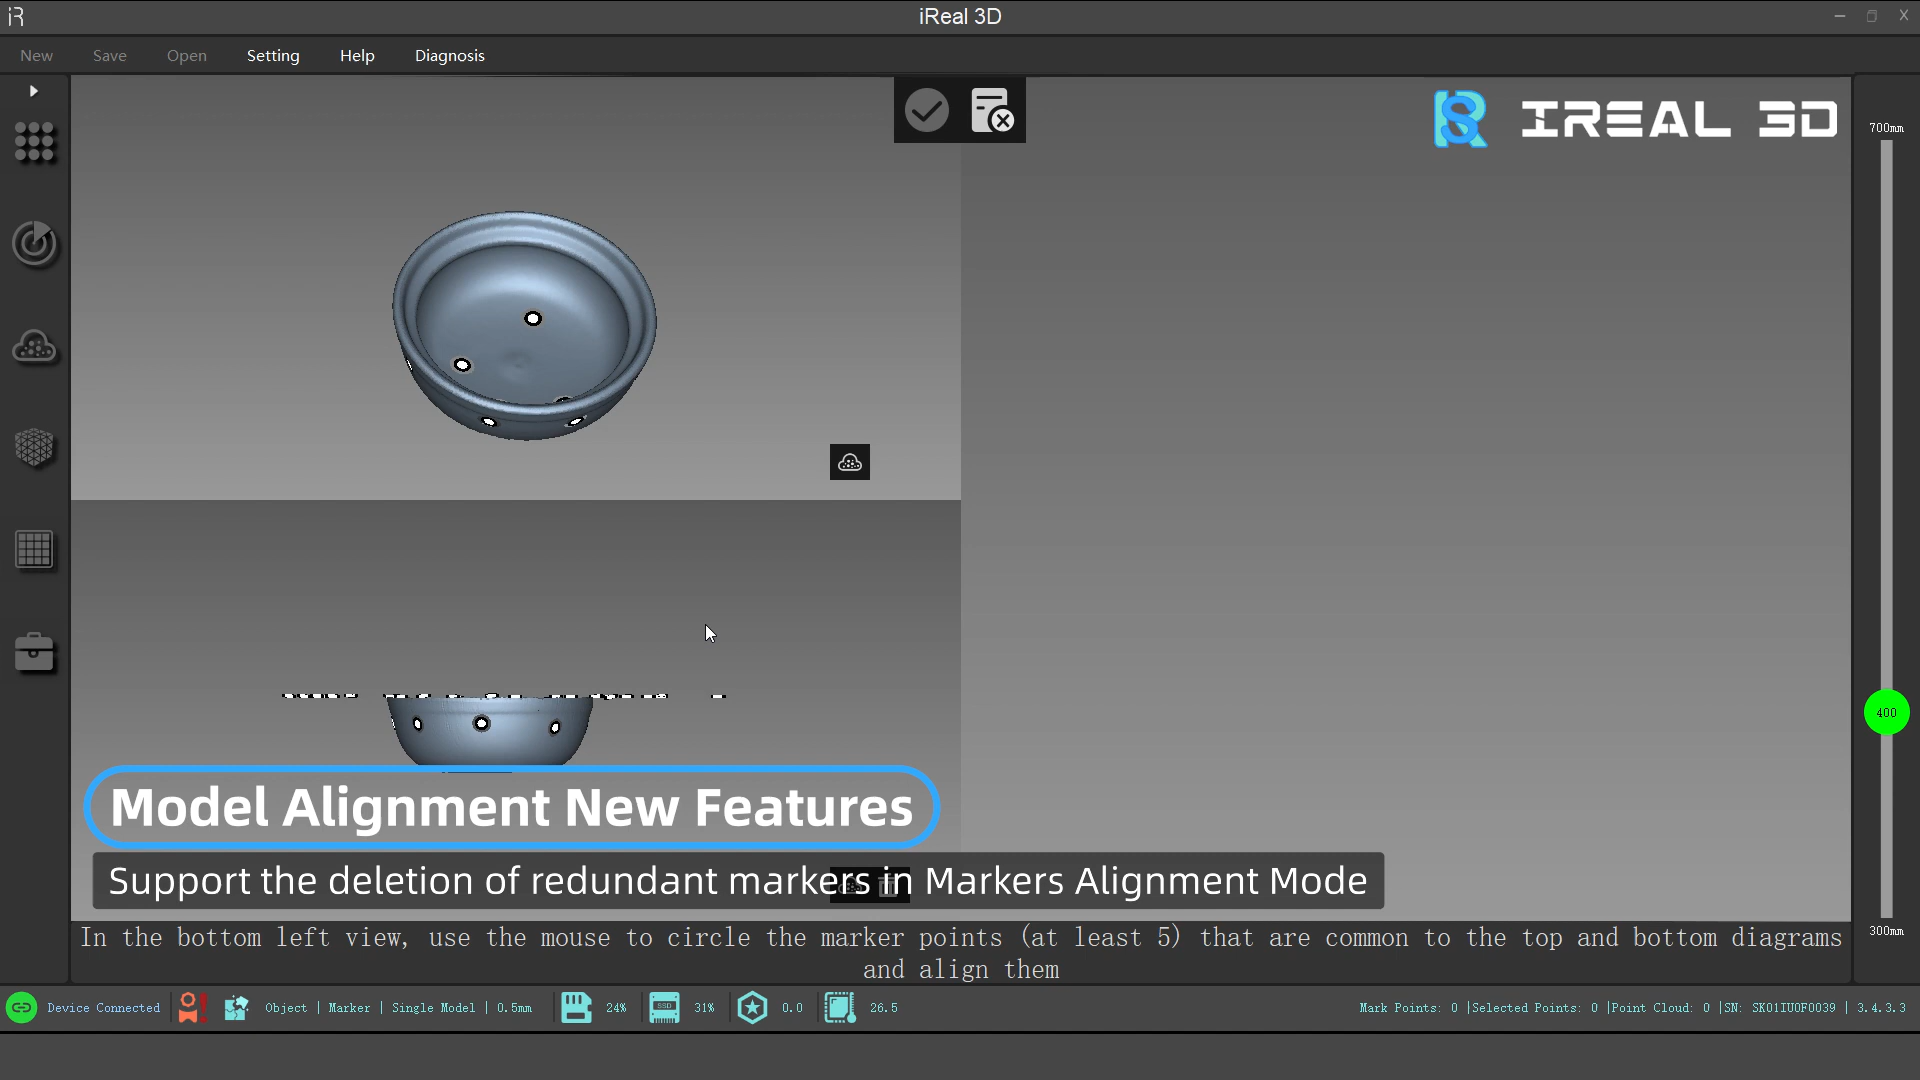 iR
iReal 3D
New Save Open Setting Help Diagnosis
IREAL 3D
700mm
400
300mm
Model Alignment New Features
Support the deletion of redundant markers in Markers Alignment Mode
In the bottom left view, use the mouse to circle the marker points (at least 5) that are common to the top and bottom diagrams
and align them
Device Connected Object | Marker | Single Model | 0.5mm 24% SSD 31% 0.0 26.5 Mark Points: 0 |Selected Points: 0 |Point Cloud: 0 |SN: SK01IU0F0039 | 3.4.3.3